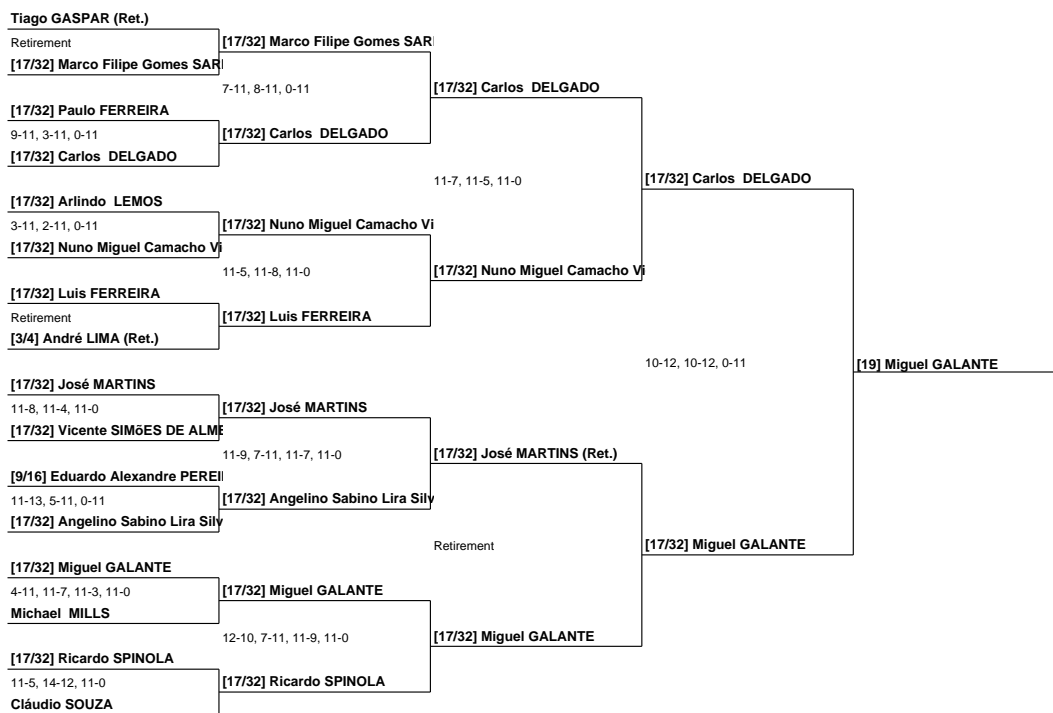 Tiago GASPAR (Ret.)
Retirement
[17/32] Marco Filipe Gomes SAR
[17/32] Paulo FERREIRA
9-11, 3-11, 0-11
[17/32] Carlos DELGADO
[17/32] Arlindo LEMOS
3-11, 2-11, 0-11
[17/32] Nuno Miguel Camacho Vi
[17/32] Luis FERREIRA
Retirement
[3/4] André LIMA (Ret.)
[17/32] José MARTINS
11-8, 11-4, 11-0
[17/32] Vicente SIMõES DE ALME
[9/16] Eduardo Alexandre PEREI
11-13, 5-11, 0-11
[17/32] Angelino Sabino Lira Silv
[17/32] Miguel GALANTE
4-11, 11-7, 11-3, 11-0
Michael MILLS
[17/32] Ricardo SPINOLA
11-5, 14-12, 11-0
Cláudio SOUZA
[17/32] Marco Filipe Gomes SAR
7-11, 8-11, 0-11
[17/32] Carlos DELGADO
[17/32] Nuno Miguel Camacho Vi
11-5, 11-8, 11-0
[17/32] Luis FERREIRA
[17/32] José MARTINS
11-9, 7-11, 11-7, 11-0
[17/32] Angelino Sabino Lira Silv
[17/32] Miguel GALANTE
12-10, 7-11, 11-9, 11-0
[17/32] Ricardo SPINOLA
[17/32] Carlos DELGADO
11-7, 11-5, 11-0
[17/32] Nuno Miguel Camacho Vi
[17/32] José MARTINS (Ret.)
Retirement
[17/32] Miguel GALANTE
[17/32] Carlos DELGADO
10-12, 10-12, 0-11
[17/32] Miguel GALANTE
[19] Miguel GALANTE